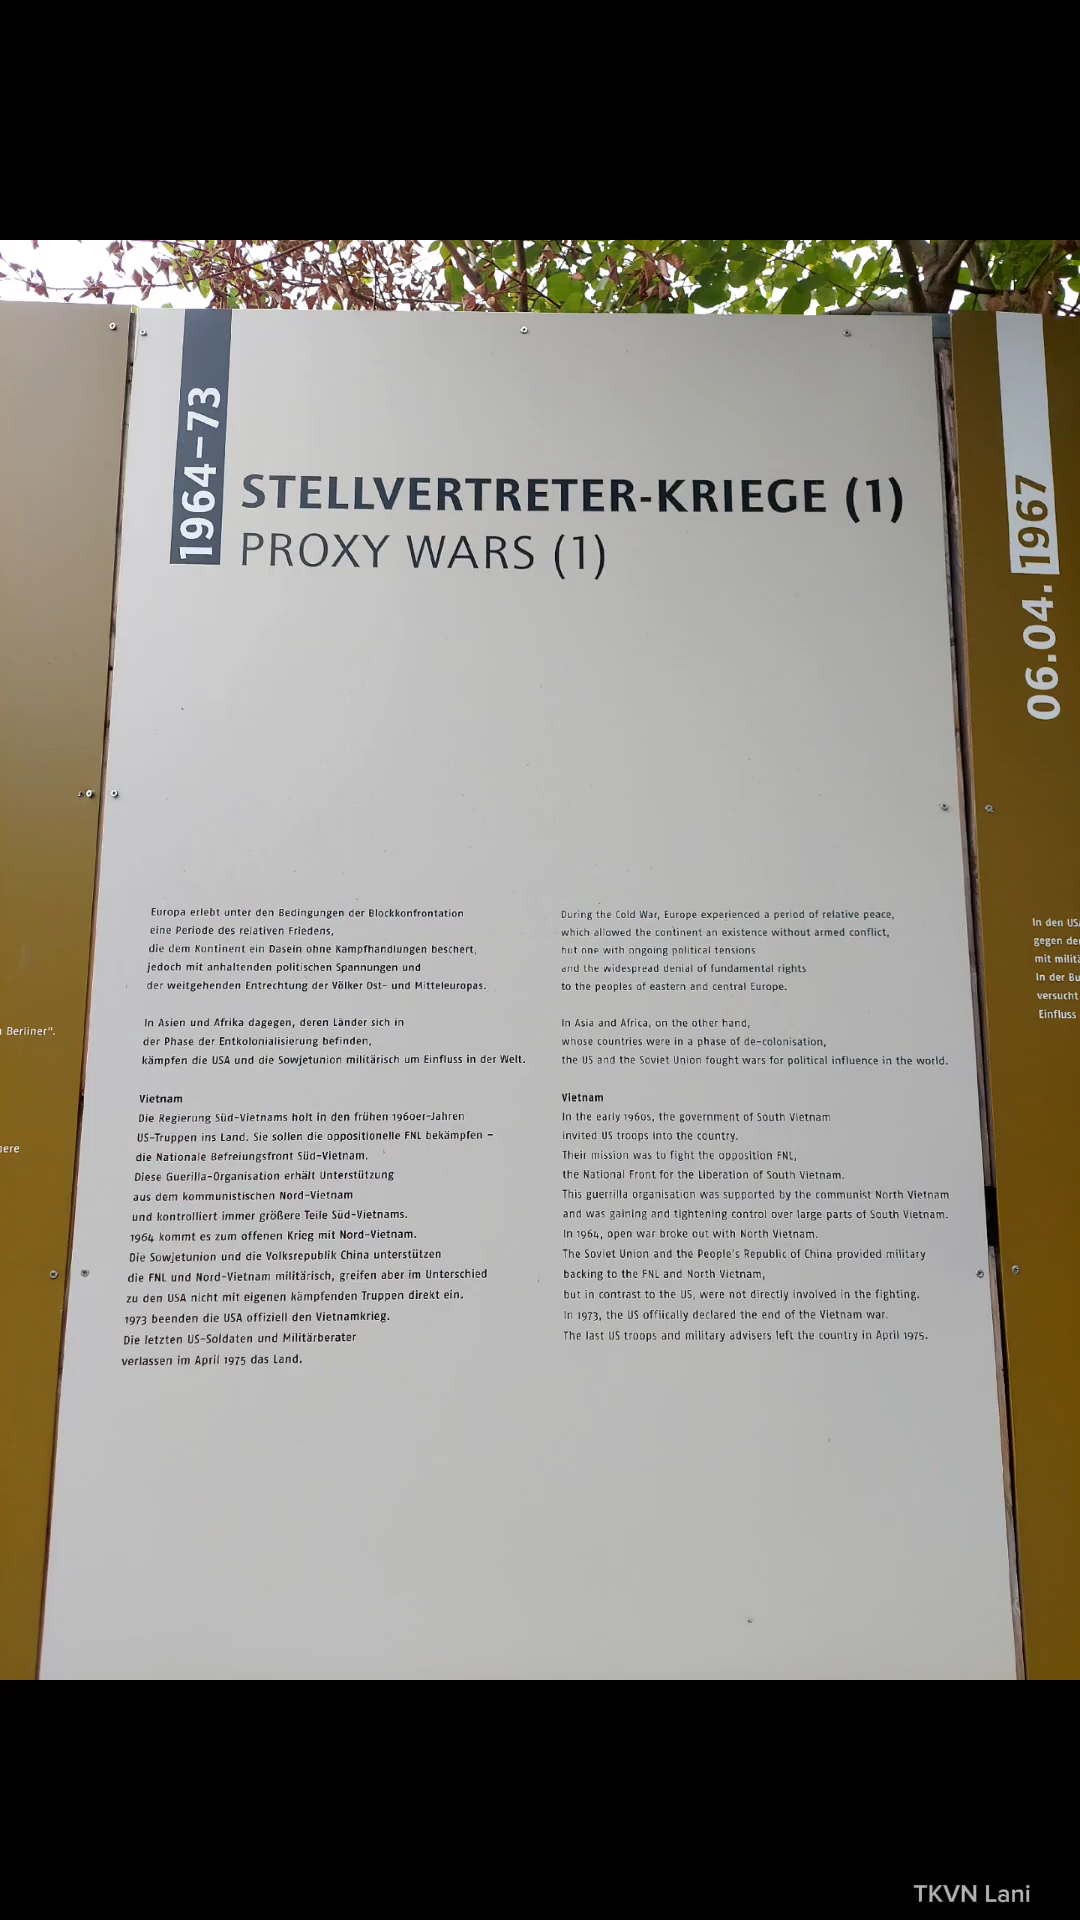 1964–73
STELLVERTRETER-KRIEGE (1)
PROXY WARS (1)
Europa erlebt unter den Bedingungen der Blockkonfrontation
eine Periode des relativen Friedens,
die dem Kontinent ein Dasein ohne Kampfhandlungen beschert,
jedoch mit anhaltenden politischen Spannungen und
der weitgehenden Entrechtung der Völker Ost- und Mitteleuropas.
In Asien und Afrika dagegen, deren Länder sich in
der Phase der Entkolonialisierung befinden,
kämpfen die USA und die Sowjetunion militärisch um Einfluss in der Welt.
Vietnam
Die Regierung Süd-Vietnams holt in den frühen 1960er-Jahren
US-Truppen ins Land. Sie sollen die oppositionelle FNL bekämpfen –
die Nationale Befreiungsfront Süd-Vietnam.
Diese Guerilla-Organisation erhält Unterstützung
aus dem kommunistischen Nord-Vietnam
und kontrolliert immer größere Teile Süd-Vietnams.
1964 kommt es zum offenen Krieg mit Nord-Vietnam.
Die Sowjetunion und die Volksrepublik China unterstützen
die FNL und Nord-Vietnam militärisch, greifen aber im Unterschied
zu den USA nicht mit eigenen kämpfenden Truppen direkt ein.
1973 beenden die USA offiziell den Vietnamkrieg.
Die letzten US-Soldaten und Militärberater
verlassen im April 1975 das Land.
During the Cold War, Europe experienced a period of relative peace,
which allowed the continent an existence without armed conflict,
but one with ongoing political tensions
and the widespread denial of fundamental rights
to the peoples of eastern and central Europe.
In Asia and Africa, on the other hand,
whose countries were in a phase of de-colonisation,
the US and the Soviet Union fought wars for political influence in the world.
Vietnam
In the early 1960s, the government of South Vietnam
invited US troops into the country.
Their mission was to fight the opposition FNL,
the National Front for the Liberation of South Vietnam.
This guerrilla organisation was supported by the communist North Vietnam
and was gaining and tightening control over large parts of South Vietnam.
In 1964, open war broke out with North Vietnam.
The Soviet Union and the People's Republic of China provided military
backing to the FNL and North Vietnam,
but in contrast to the US, were not directly involved in the fighting.
In 1973, the US offiically declared the end of the Vietnam war.
The last US troops and military advisers left the country in April 1975.
Berliner".
06.04.1967
In den USA
gegen de
mit milit
In der Bu
versucht
Einfluss
TKVN Lani